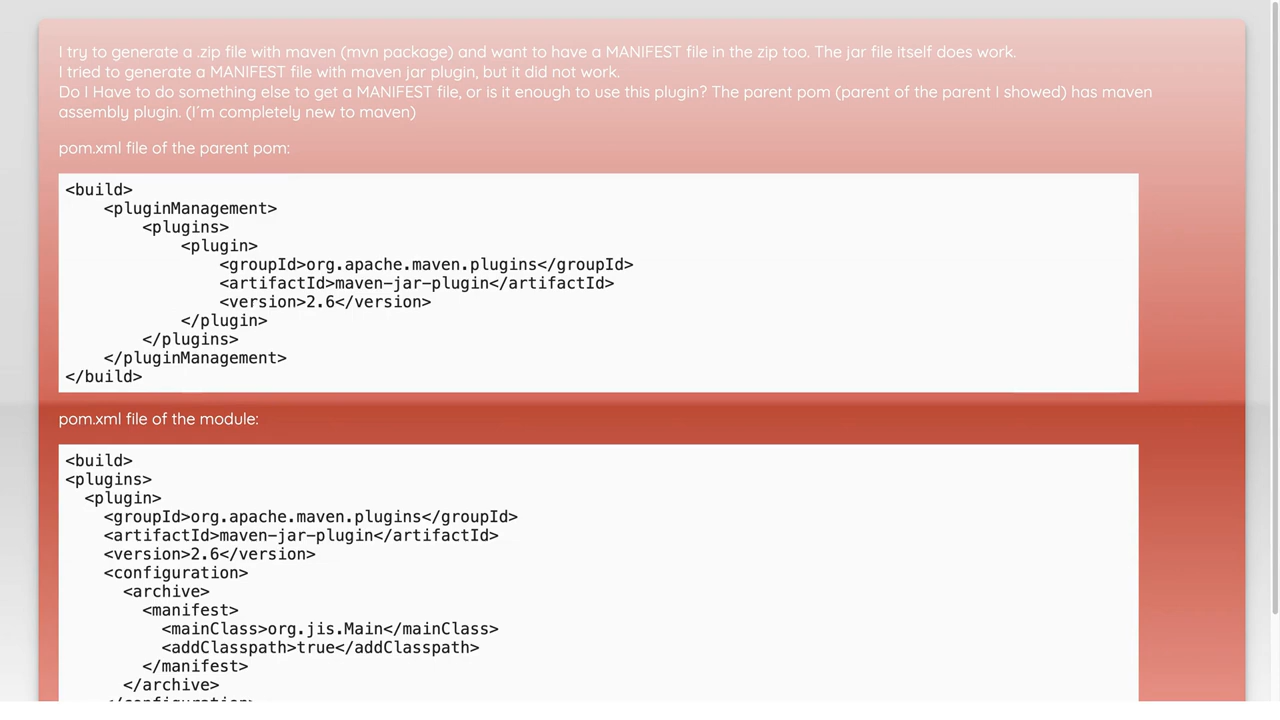 I try to generate a .zip file with maven (mvn package) and want to have a MANIFEST file in the zip too. The jar file itself does work.
I tried to generate a MANIFEST file with maven jar plugin, but it did not work.
Do I Have to do something else to get a MANIFEST file, or is it enough to use this plugin? The parent pom (parent of the parent I showed) has maven
assembly plugin. (I´m completely new to maven)
pom.xml file of the parent pom:
<build>
    <pluginManagement>
        <plugins>
            <plugin>
                <groupId>org.apache.maven.plugins</groupId>
                <artifactId>maven-jar-plugin</artifactId>
                <version>2.6</version>
            </plugin>
        </plugins>
    </pluginManagement>
</build>
pom.xml file of the module:
<build>
<plugins>
  <plugin>
    <groupId>org.apache.maven.plugins</groupId>
    <artifactId>maven-jar-plugin</artifactId>
    <version>2.6</version>
    <configuration>
      <archive>
        <manifest>
          <mainClass>org.jis.Main</mainClass>
          <addClasspath>true</addClasspath>
        </manifest>
      </archive>